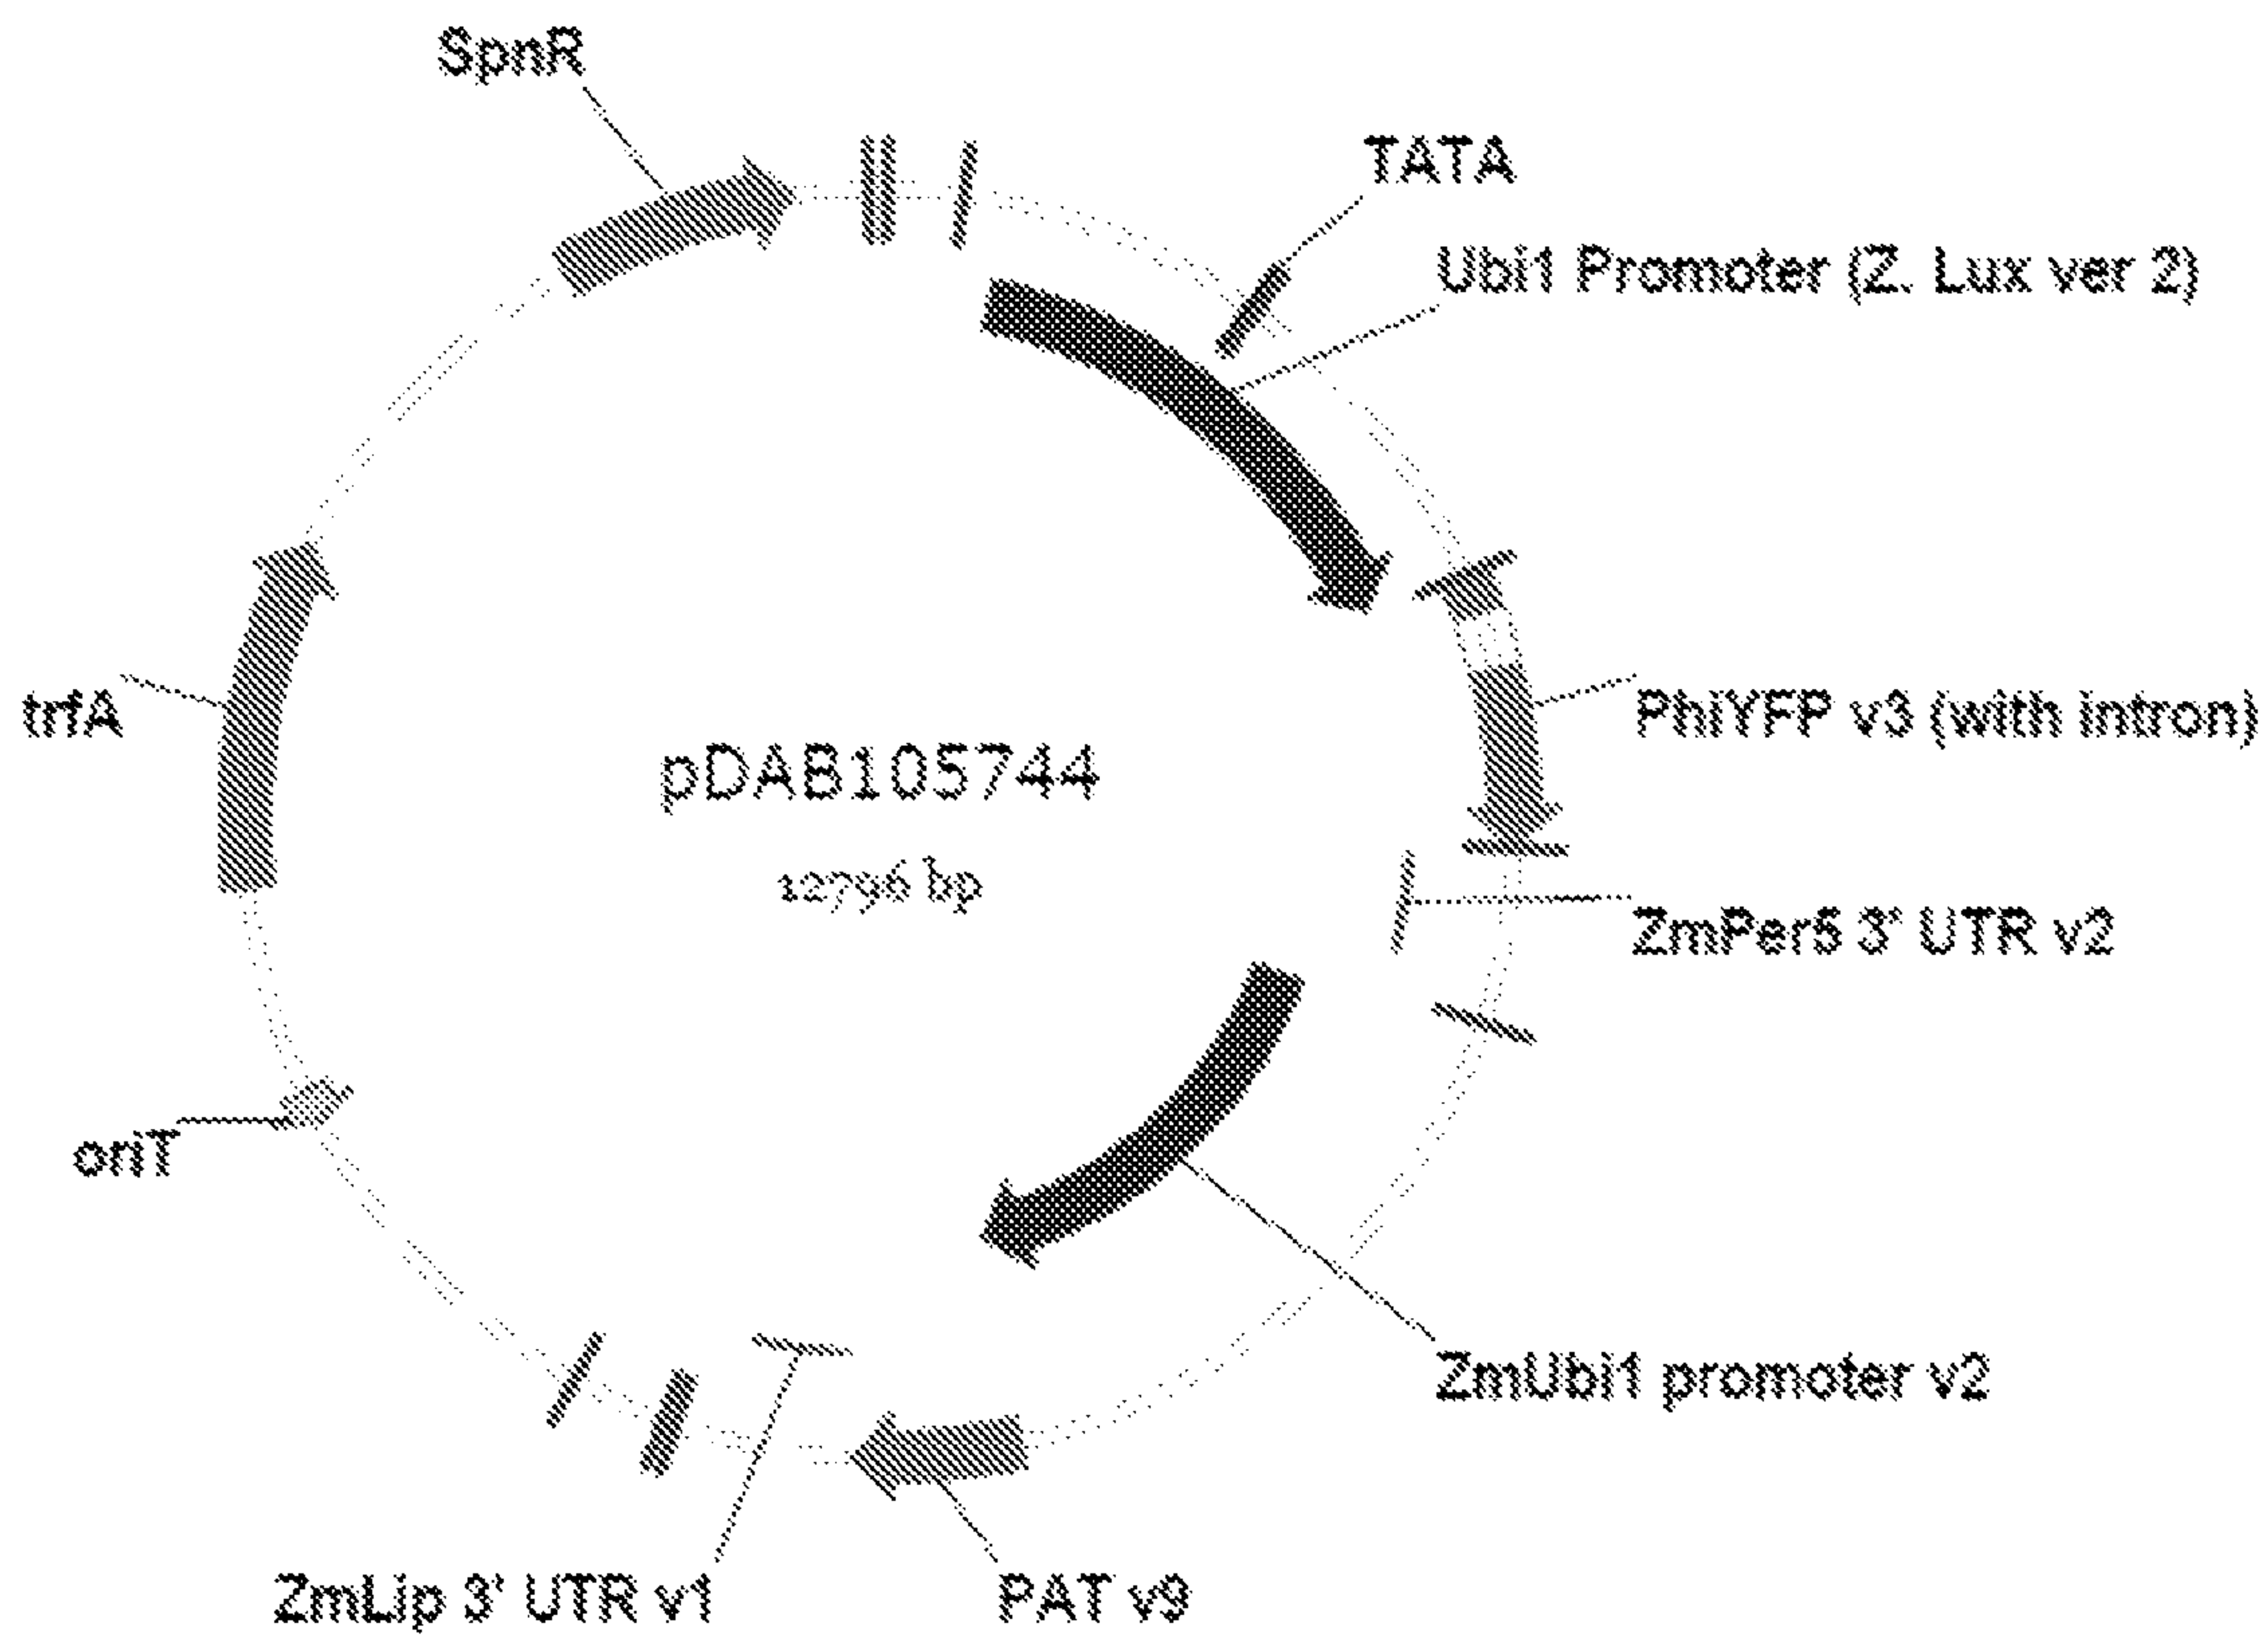 SpnR
TATA
Ubi1 Promoter (Z. Lux ver 2)
trfA
PhiYFP v3 (with intron)
pDAB105744
12796 bp
ZmPer5 3' UTR v2
oriT
ZmUbi1 promoter v2
ZmLip 3' UTR v1
PAT v9